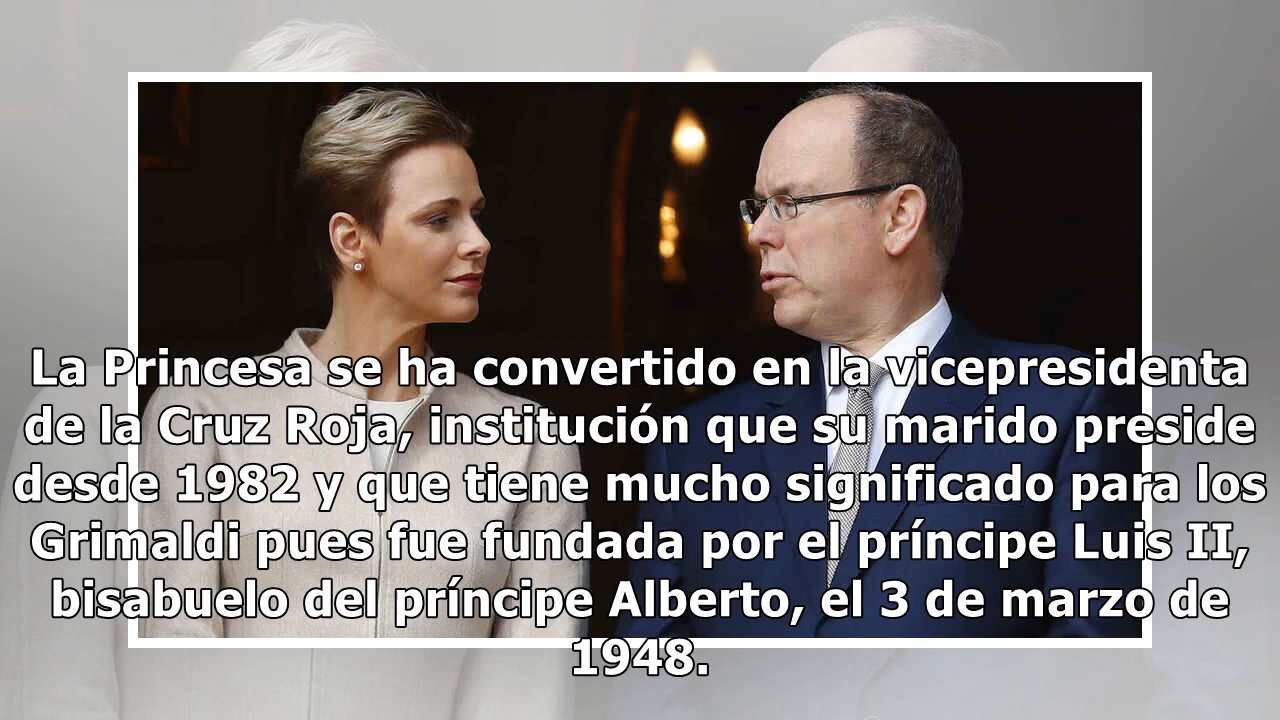 La Princesa se ha convertido en la vicepresidenta
de la Cruz Roja, institución que su marido preside
desde 1982 y que tiene mucho significado para los
Grimaldi pues fue fundada por el príncipe Luis II,
bisabuelo del príncipe Alberto, el 3 de marzo de
1948.